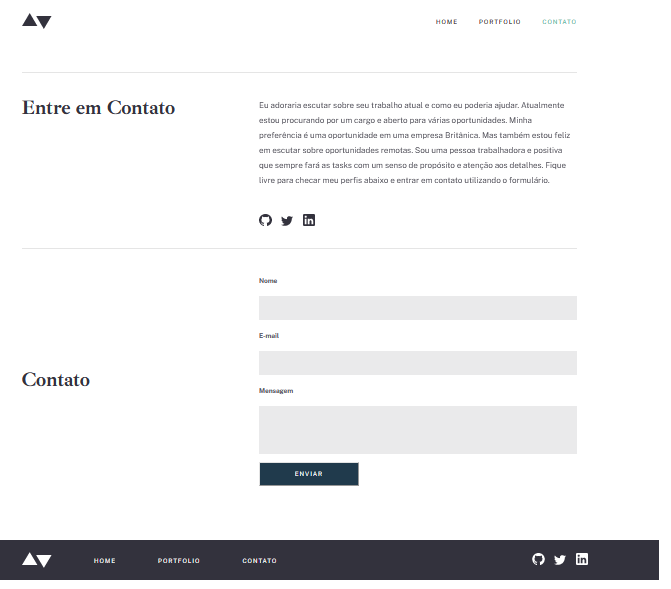 HOME PORTFOLIO CONTATO
Entre em Contato
Eu adoraria escutar sobre seu trabalho atual e como eu poderia ajudar. Atualmente
estou procurando por um cargo e aberto para várias oportunidades. Minha
preferência é uma oportunidade em uma empresa Britânica. Mas também estou feliz
em escutar sobre oportunidades remotas. Sou uma pessoa trabalhadora e positiva
que sempre fará as tasks com um senso de propósito e atenção aos detalhes. Fique
livre para checar meu perfis abaixo e entrar em contato utilizando o formulário.
in
Nome
E-mail
Contato
Mensagem
ENVIAR
HOME PORTFOLIO CONTATO
in